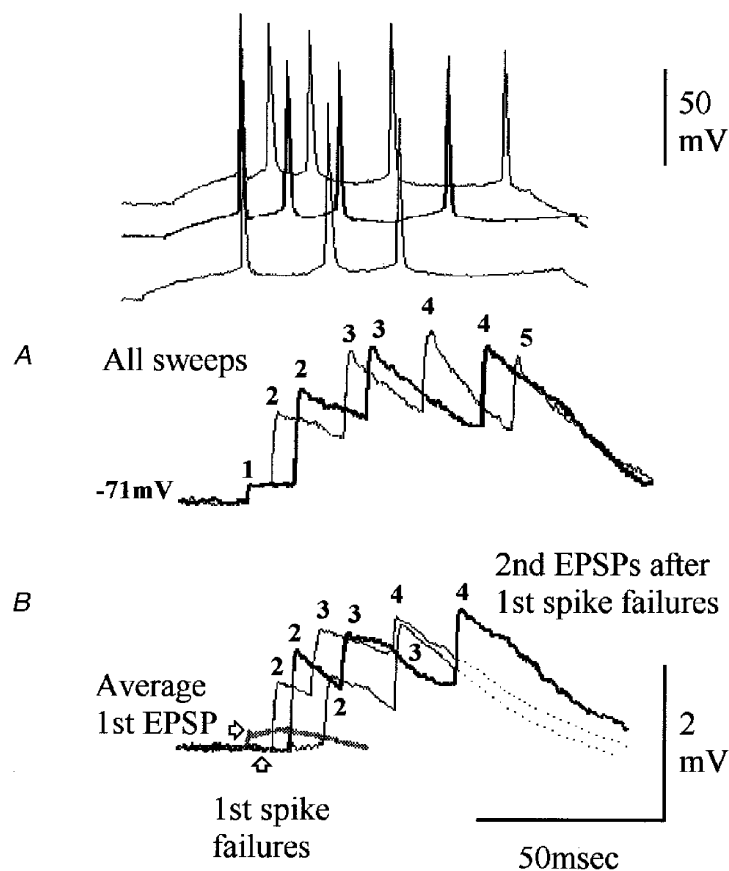 50
mV
A
All sweeps
1
2
2
3
3
4
4
5
-71mV
B
2nd EPSPs after
1st spike failures
2
2
3
3
2
4
3
4
Average
1st EPSP
1st spike
failures
2
mV
50msec